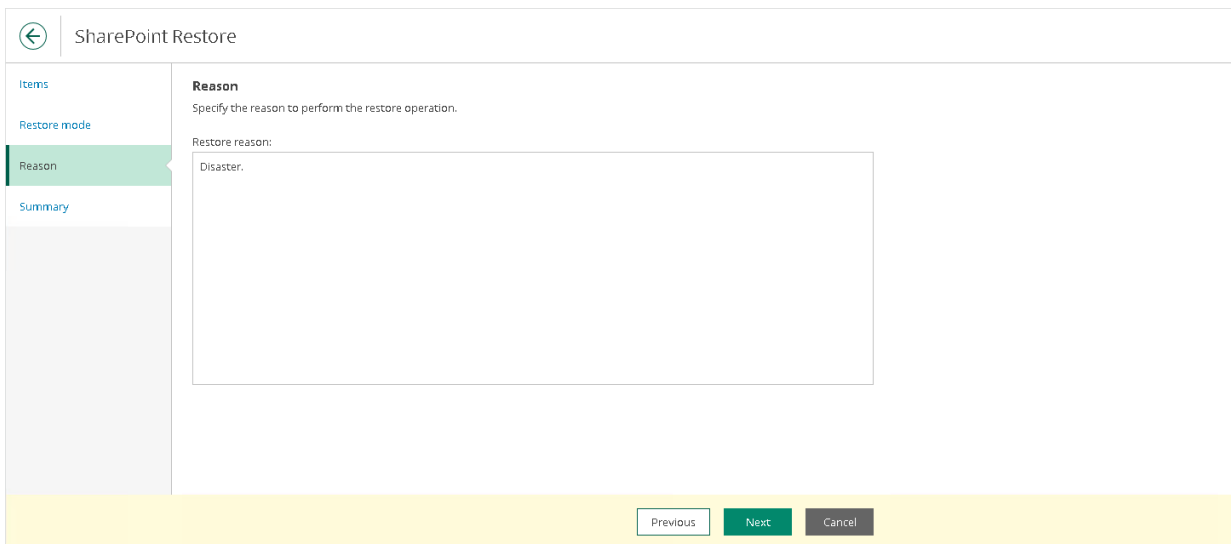 SharePoint Restore
Items
Restore mode
Reason
Summary
Reason
Specify the reason to perform the restore operation.
Restore reason:
Disaster.
Previous
Next
Cancel